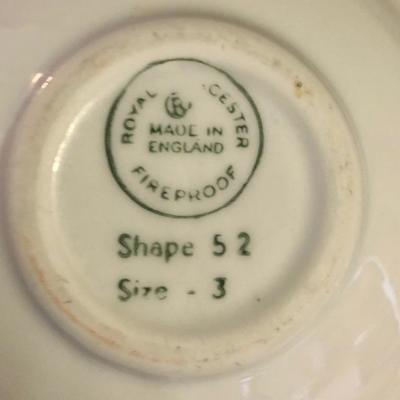 ROYAL CESTER
MADE IN
ENGLAND
FIREPROOF
Shape 52
Size - 3